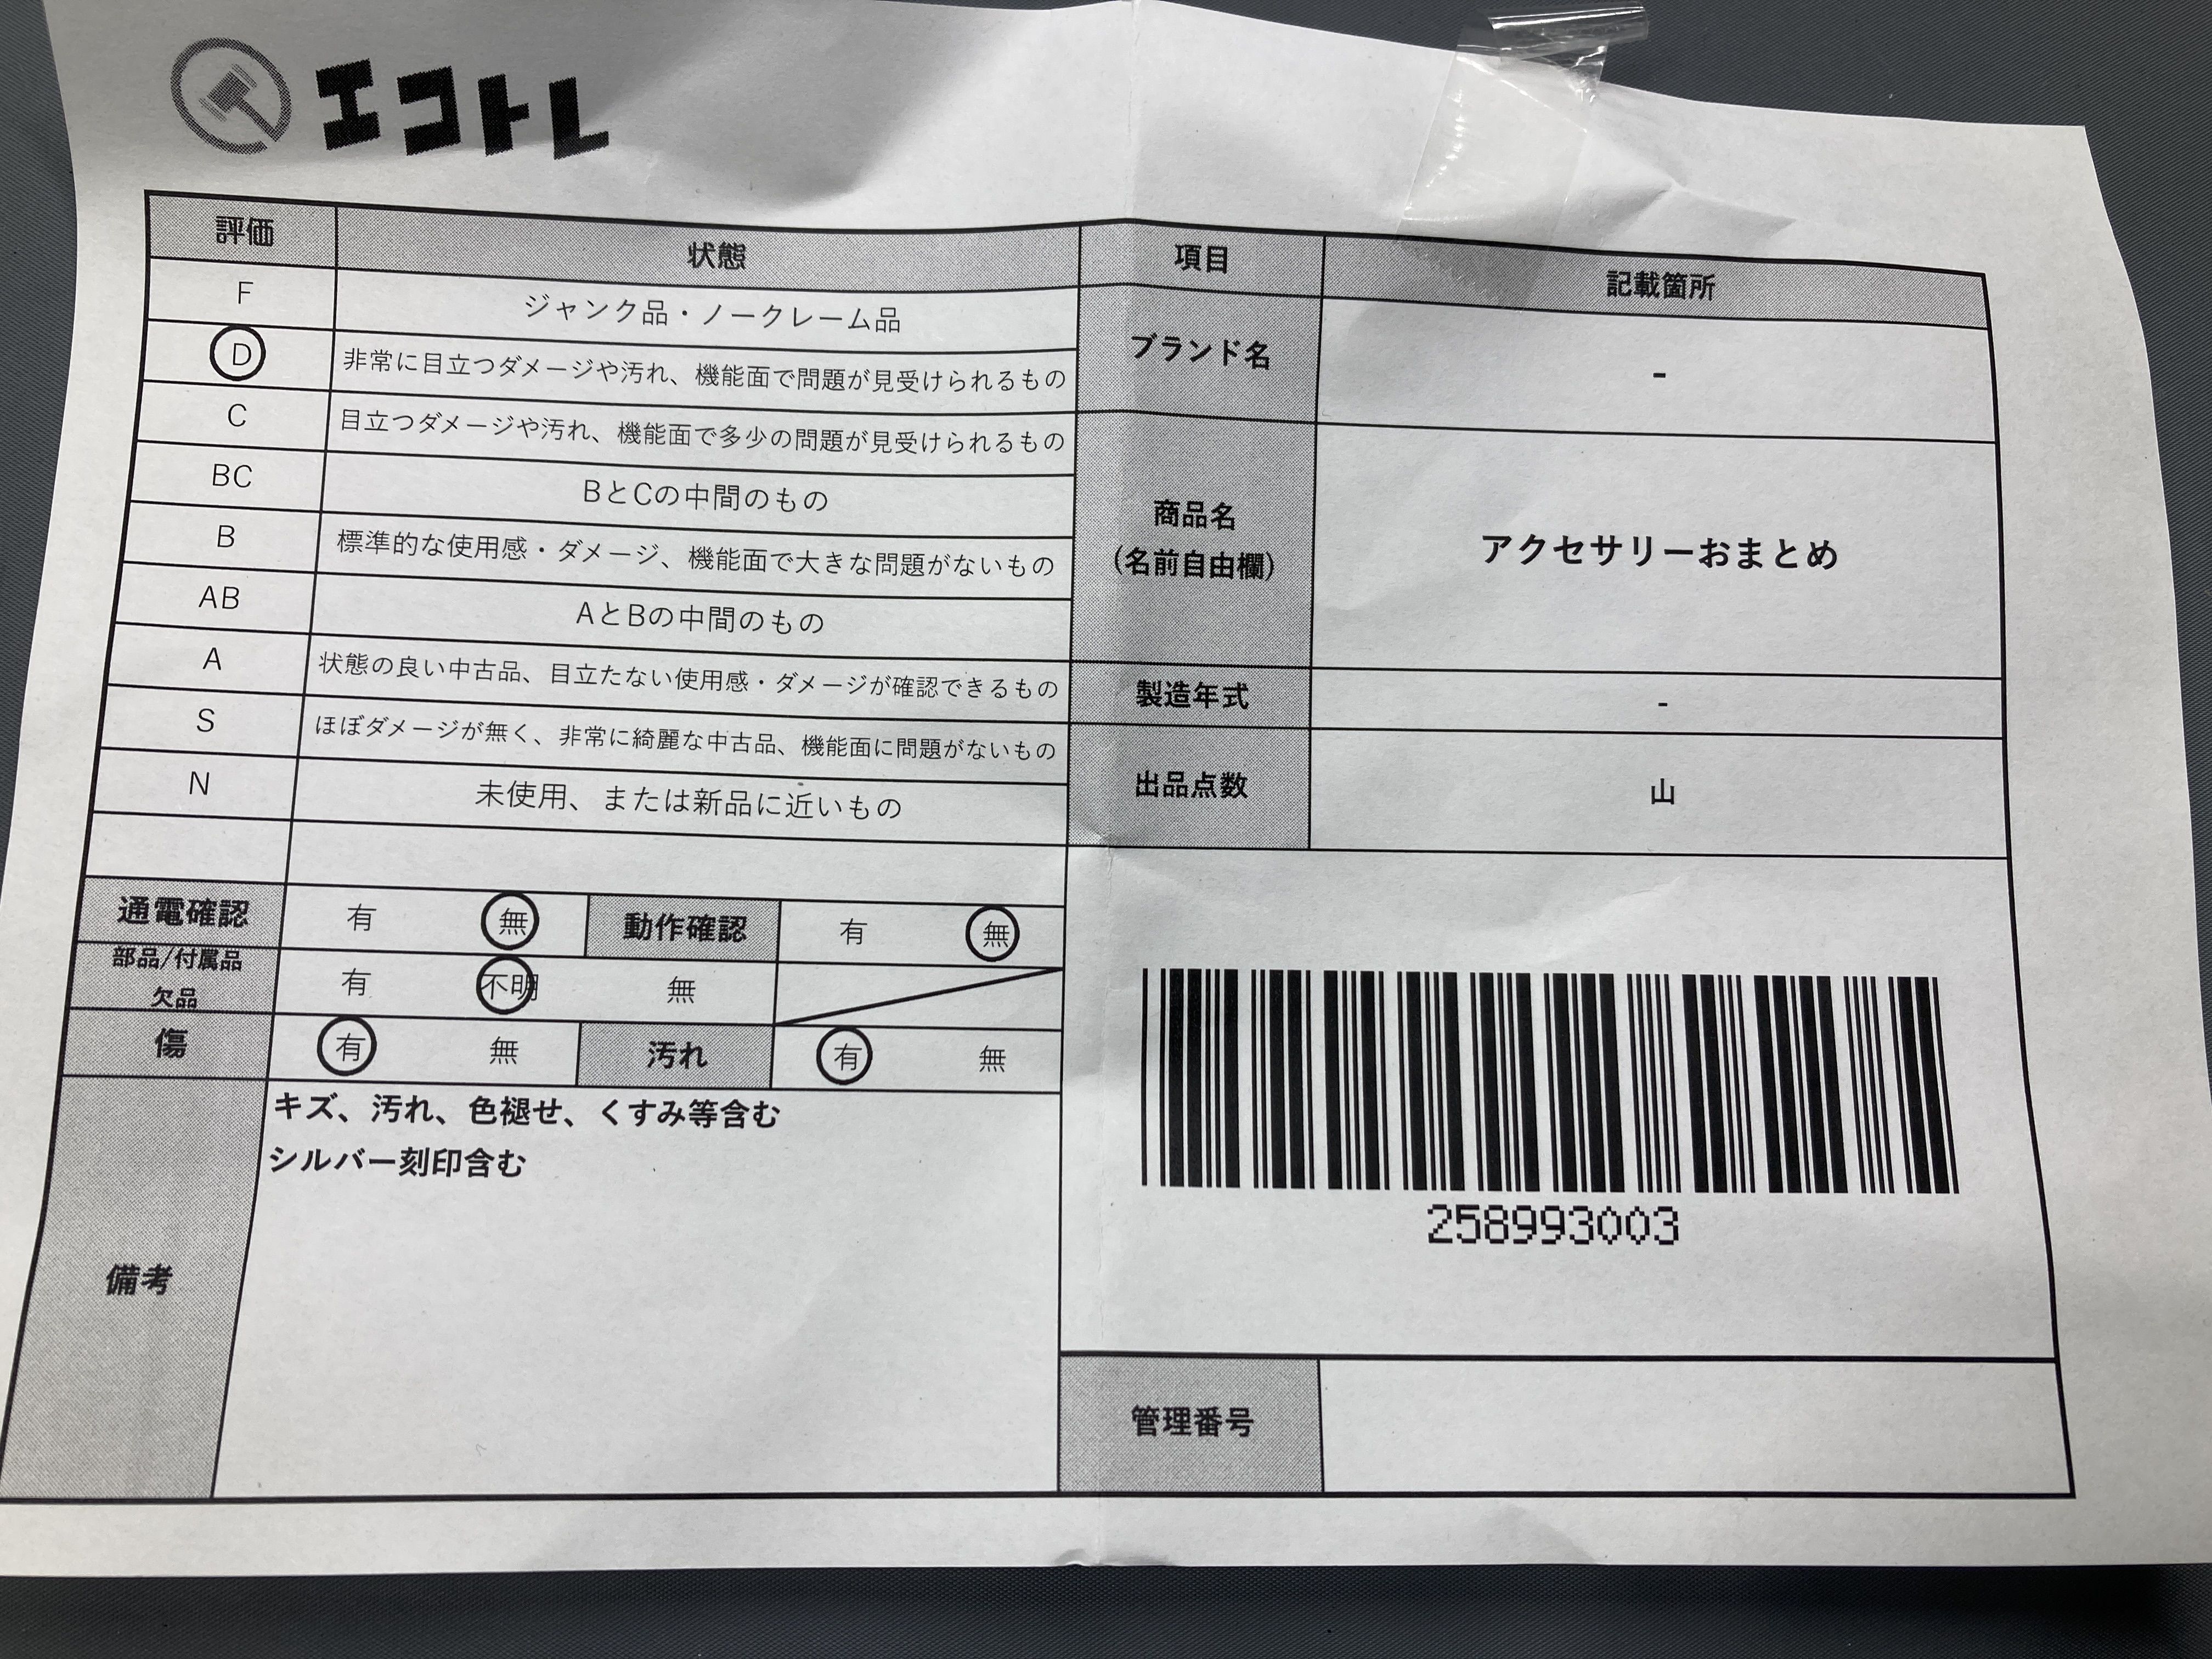 エコトレ
評価 状態
F ジャンク品・ノークレーム品
D 非常に目立つダメージや汚れ、機能面で問題が見受けられるもの
C 目立つダメージや汚れ、機能面で多少の問題が見受けられるもの
BC BとCの中間のもの
B 標準的な使用感・ダメージ、機能面で大きな問題がないもの
AB AとBの中間のもの
A 状態の良い中古品、目立たない使用感・ダメージが確認できるもの
S ほぼダメージが無く、非常に綺麗な中古品、機能面に問題がないもの
N 未使用、または新品に近いもの
通電確認 有 無 動作確認 有 無
部品/付属品
欠品 有 不明 無
傷 有 無 汚れ 有 無
備考
キズ、汚れ、色褪せ、くすみ等含む
シルバー刻印含む
項目 記載箇所
ブランド名 -
商品名
(名前自由欄)
アクセサリーおまとめ
製造年式 -
出品点数 山
258993003
管理番号